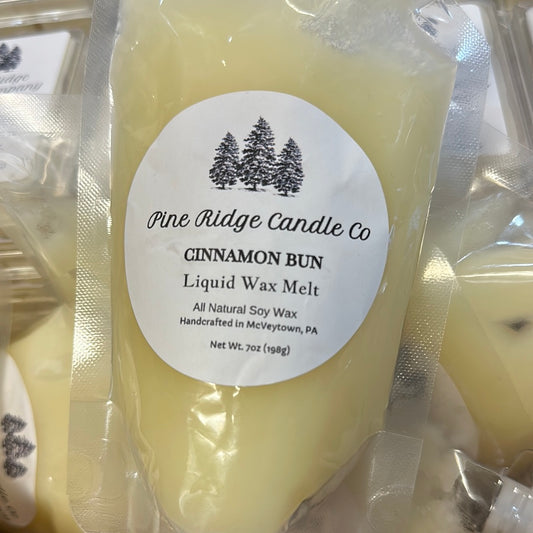 Pine Ridge Candle Co
CINNAMON BUN
Liquid Wax Melt
All Natural Soy Wax
Handcrafted in McVeytown, PA
Net Wt. 7oz (198g)